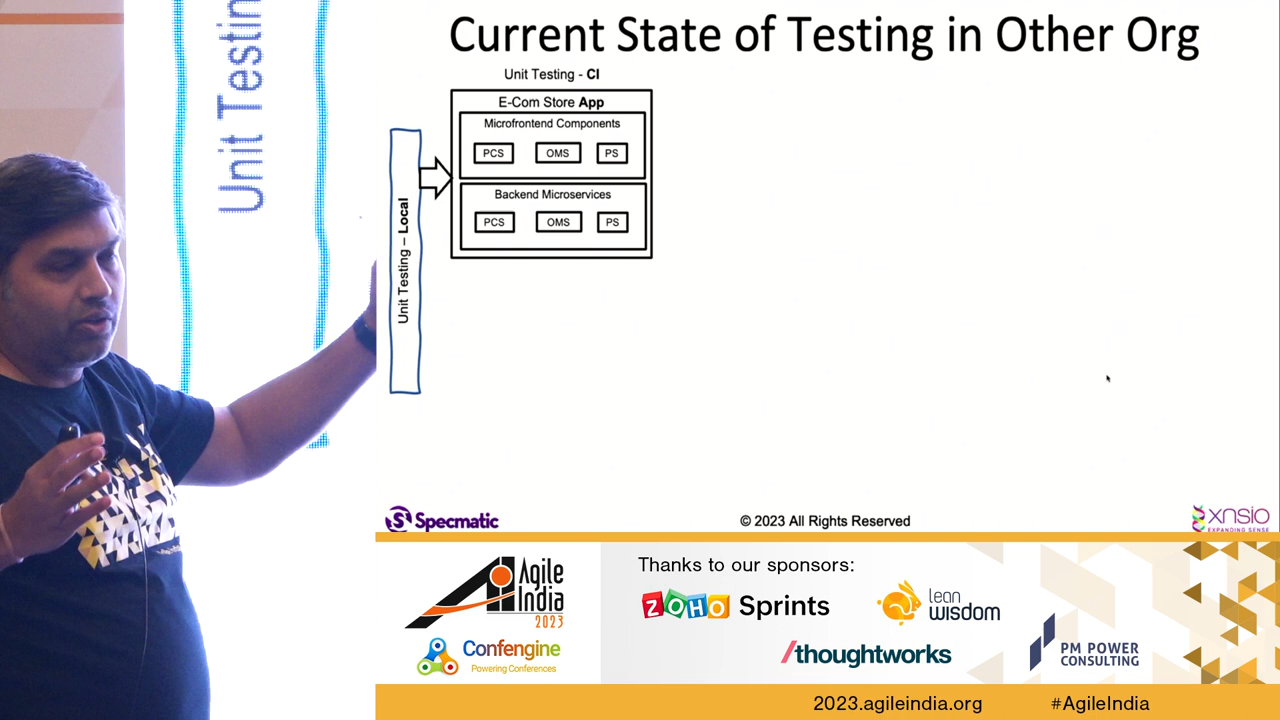 Unit Testin
Current State of Testing in Other Org
Unit Testing - CI
E-Com Store App
Microfrontend Components
PCS
OMS
PS
Backend Microservices
PCS
OMS
PS
Unit Testing – Local
Specmatic
© 2023 All Rights Reserved
xnsio
EXPANDING SENSE
Agile
India
2023
Confengine
Powering Conferences
Thanks to our sponsors:
ZOHO Sprints
lean
wisdom
/thoughtworks
PM POWER
CONSULTING
2023.agileindia.org
#AgileIndia